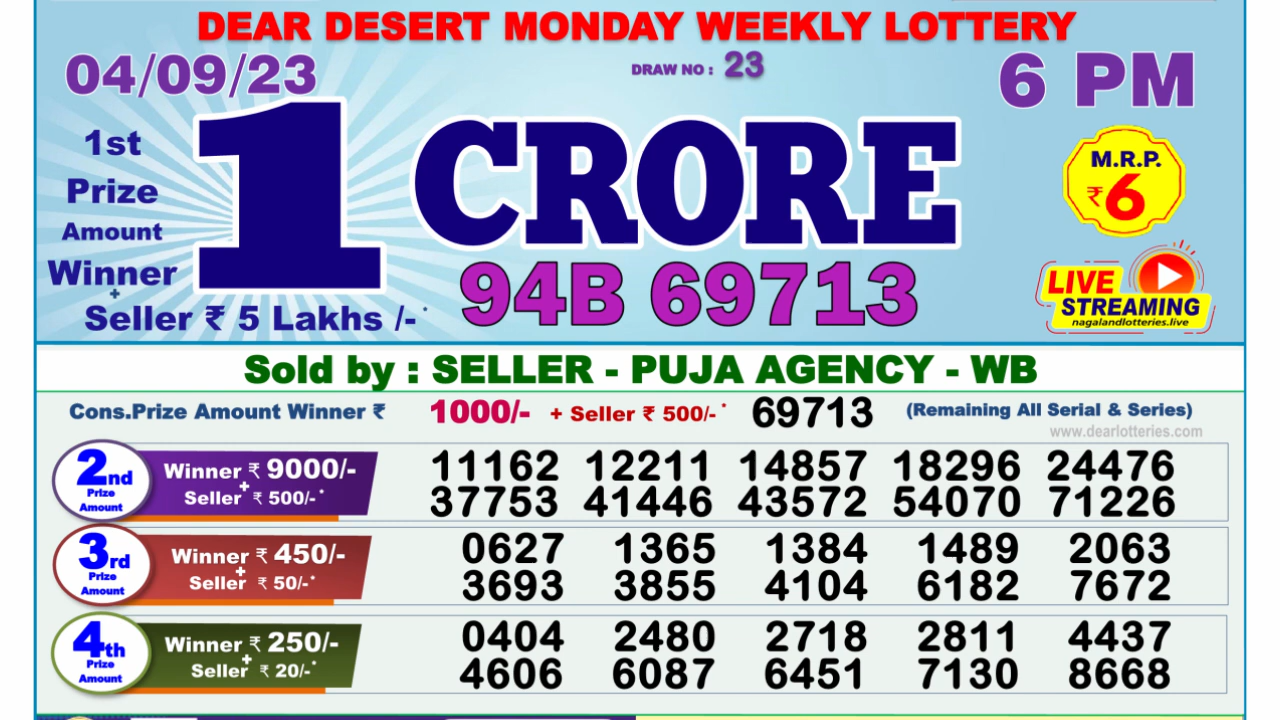 DEAR DESERT MONDAY WEEKLY LOTTERY
04/09/23
DRAW NO : 23
6 PM
1st
Prize
Amount
Winner
+
Seller ₹ 5 Lakhs /-*
1 CRORE
94B 69713
M.R.P.
₹6
LIVE
STREAMING
nagalandlotteries.live
Sold by : SELLER - PUJA AGENCY - WB
Cons.Prize Amount Winner ₹ 1000/- + Seller ₹ 500/-* 69713 (Remaining All Serial & Series)
www.dearlotteries.com
2nd
Prize
Amount
Winner ₹ 9000/-
+
Seller ₹ 500/-*
11162 12211 14857 18296 24476
37753 41446 43572 54070 71226
3rd
Prize
Amount
Winner ₹ 450/-
+
Seller ₹ 50/-*
0627 1365 1384 1489 2063
3693 3855 4104 6182 7672
4th
Prize
Amount
Winner ₹ 250/-
+
Seller ₹ 20/-*
0404 2480 2718 2811 4437
4606 6087 6451 7130 8668